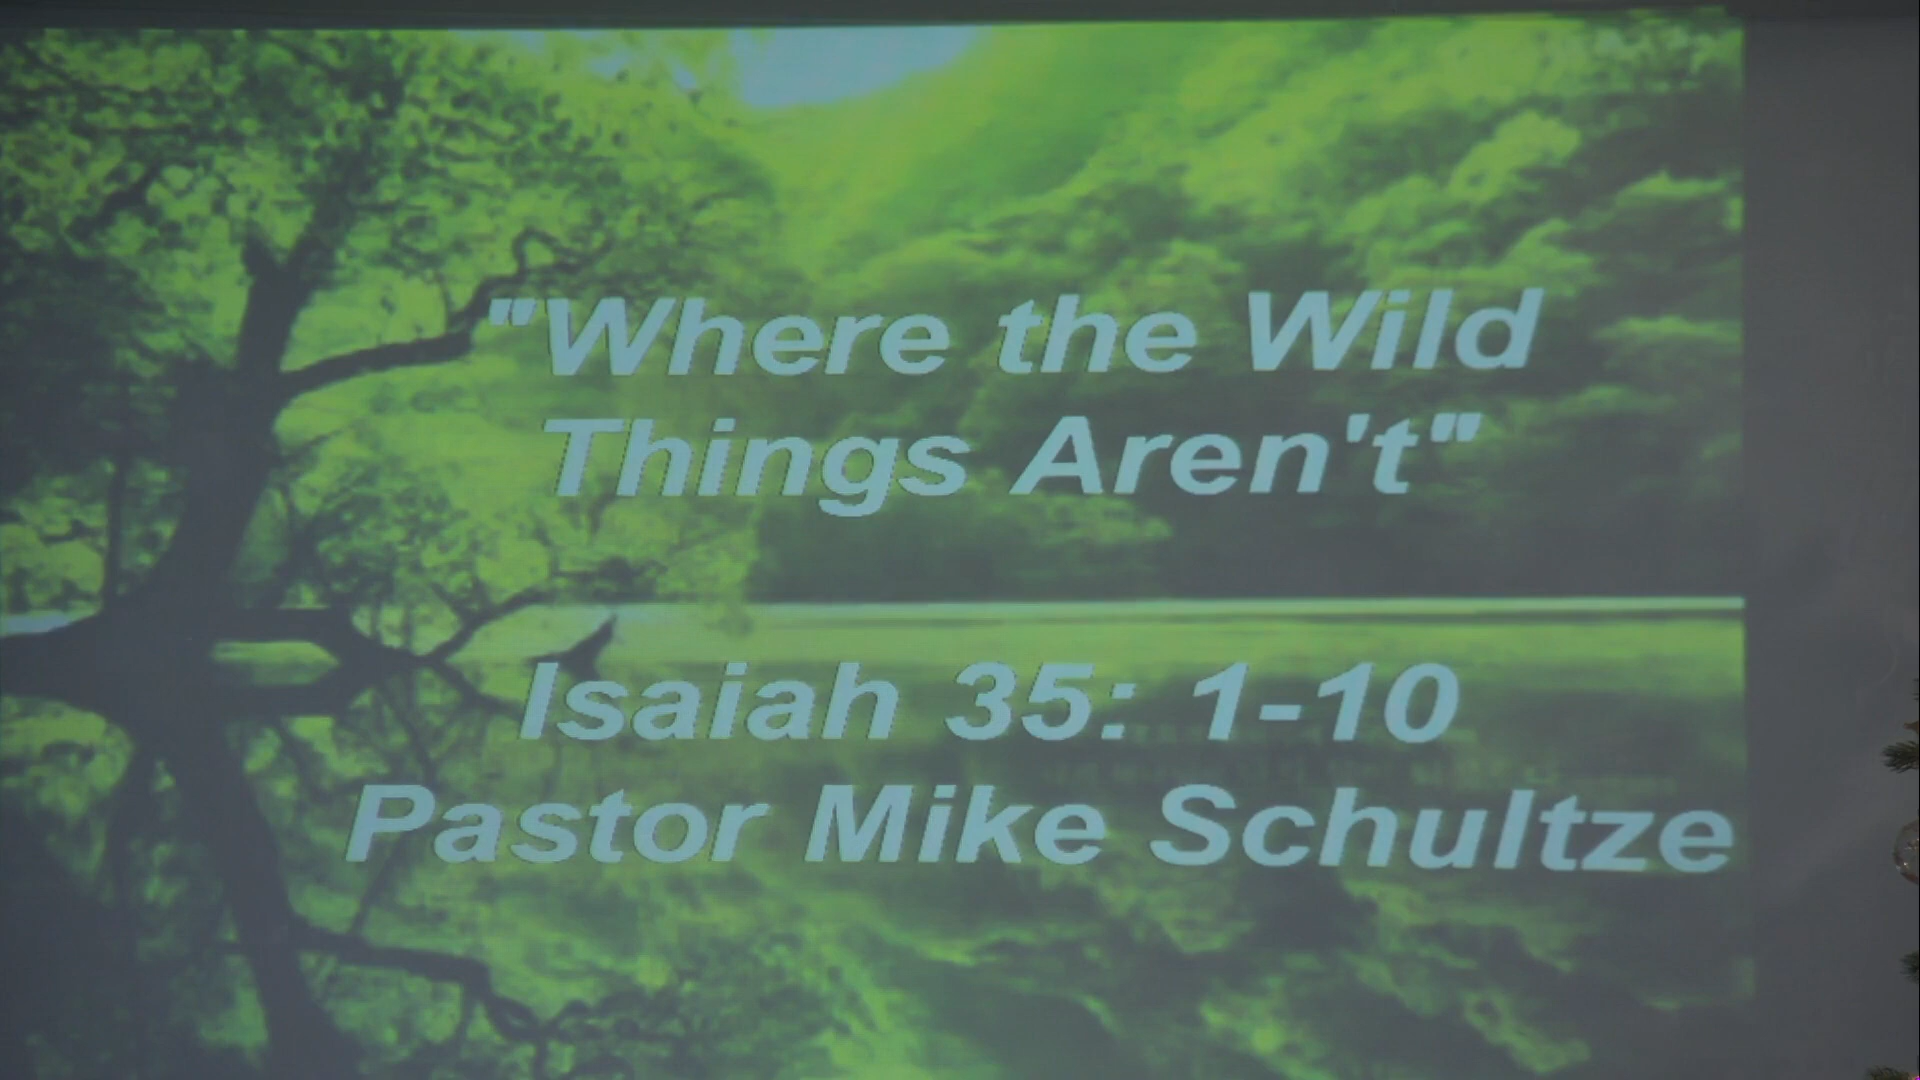 "Where the Wild
Things Aren't"
Isaiah 35: 1-10
Pastor Mike Schultze